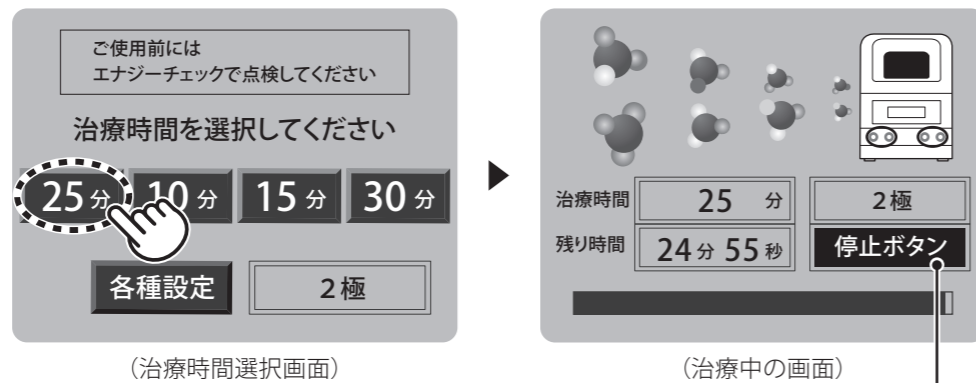 ご使用前には
エナジーチェックで点検してください
治療時間を選択してください
25分 10分 15分 30分
各種設定 2極
(治療時間選択画面)
治療時間 25 分 2極
残り時間 24分55秒 停止ボタン
(治療中の画面)